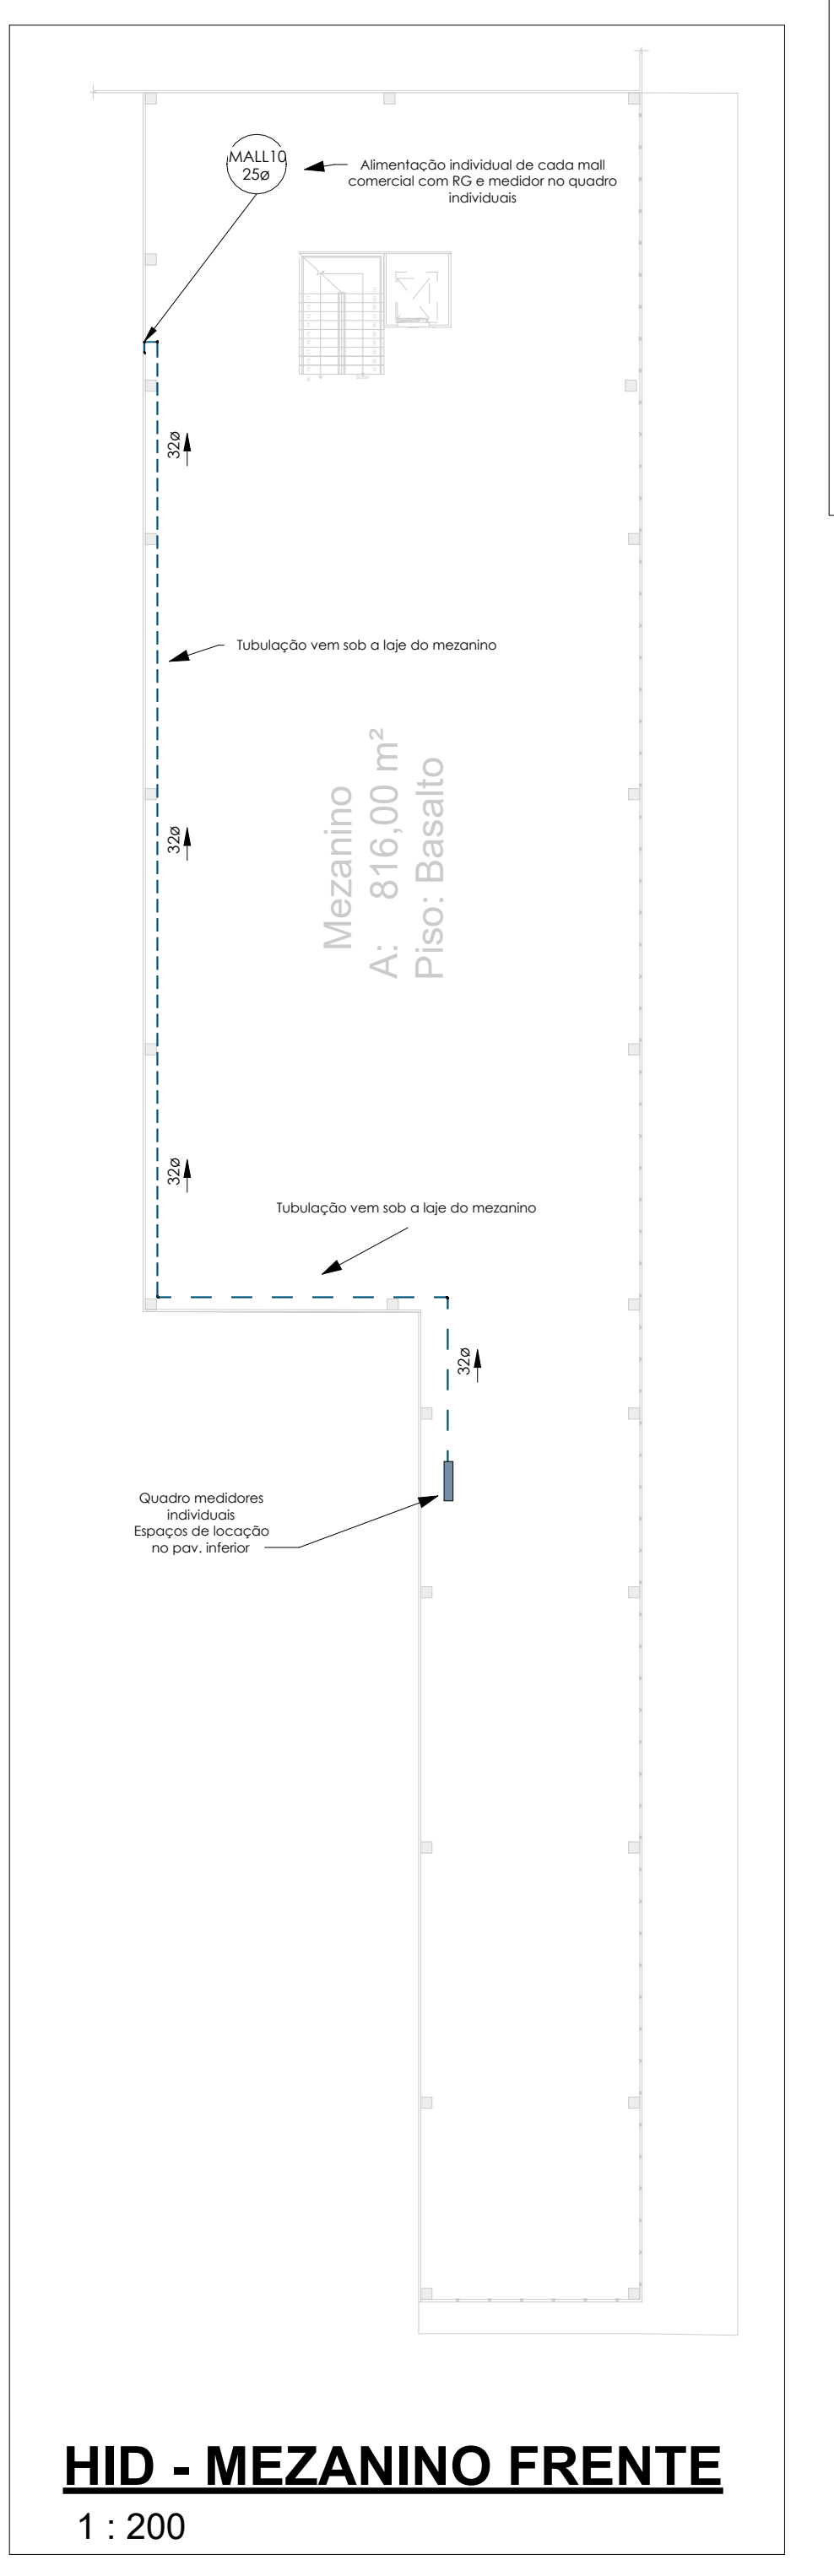 MALL10
25ø
Alimentação individual de cada mall
comercial com RG e medidor no quadro
individuais
32ø
Tubulação vem sob a laje do mezanino
Mezanino
A: 816,00 m²
Piso: Basalto
32ø
32ø
Tubulação vem sob a laje do mezanino
32ø
Quadro medidores
individuais
Espaços de locação
no pav. inferior
HID - MEZANINO FRENTE
1 : 200